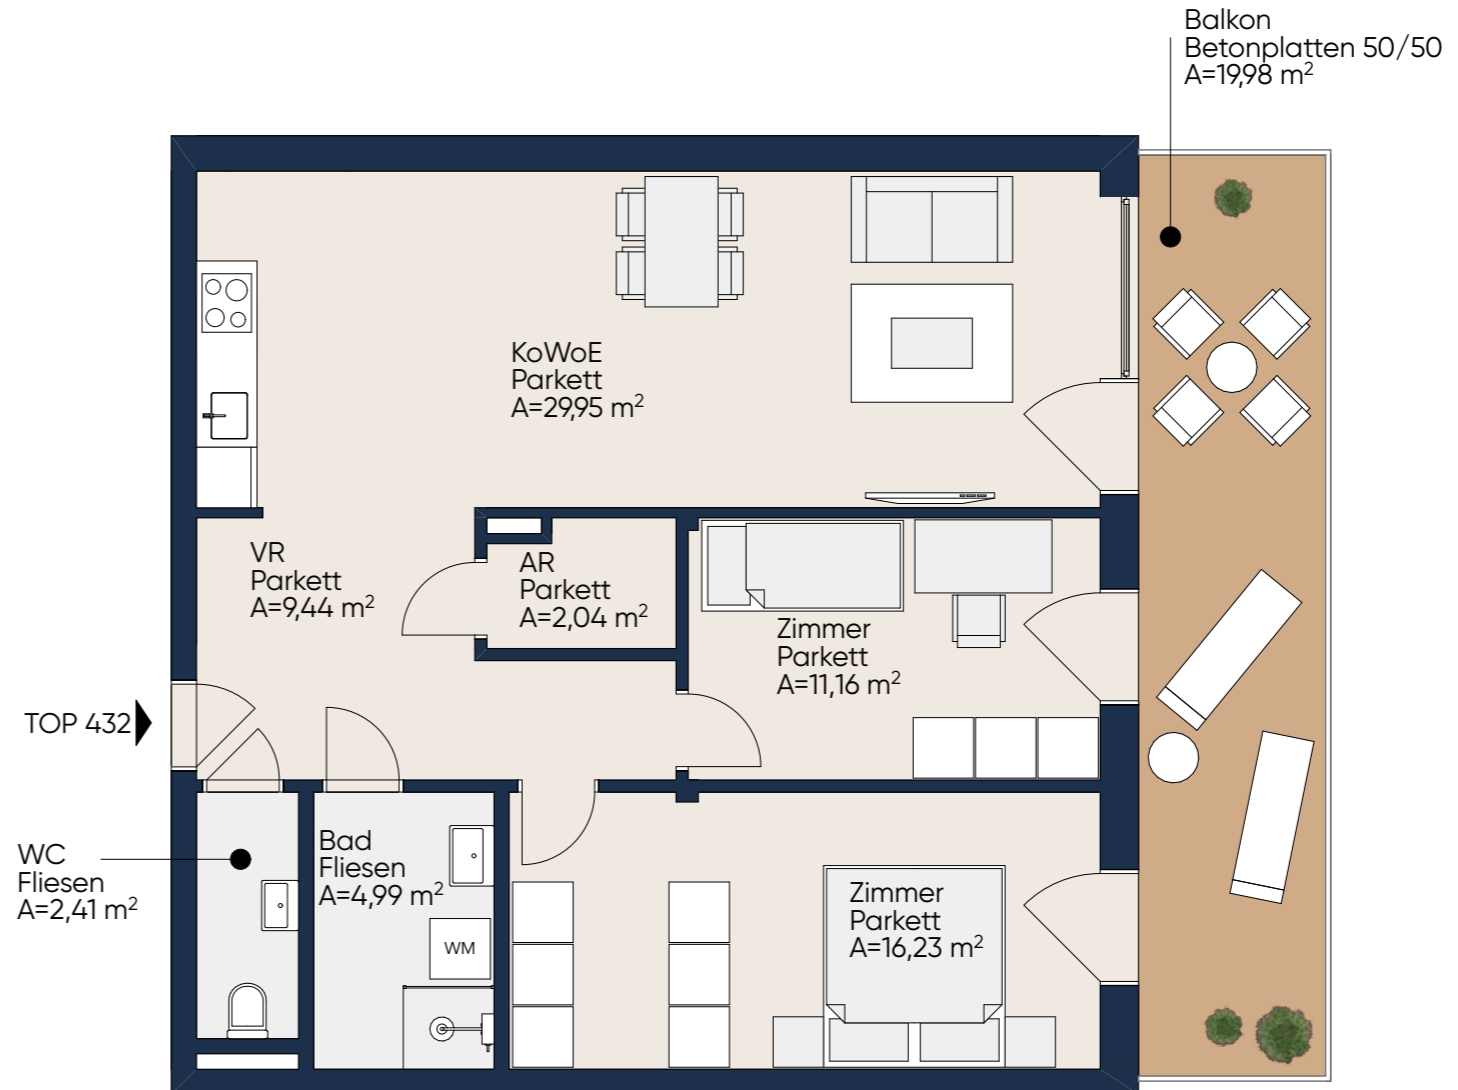 Balkon
Betonplatten 50/50
A=19,98 m²
KoWoE
Parkett
A=29,95 m²
VR
Parkett
A=9,44 m²
AR
Parkett
A=2,04 m²
Zimmer
Parkett
A=11,16 m²
TOP 432
WC
Fliesen
A=2,41 m²
Bad
Fliesen
A=4,99 m²
WM
Zimmer
Parkett
A=16,23 m²